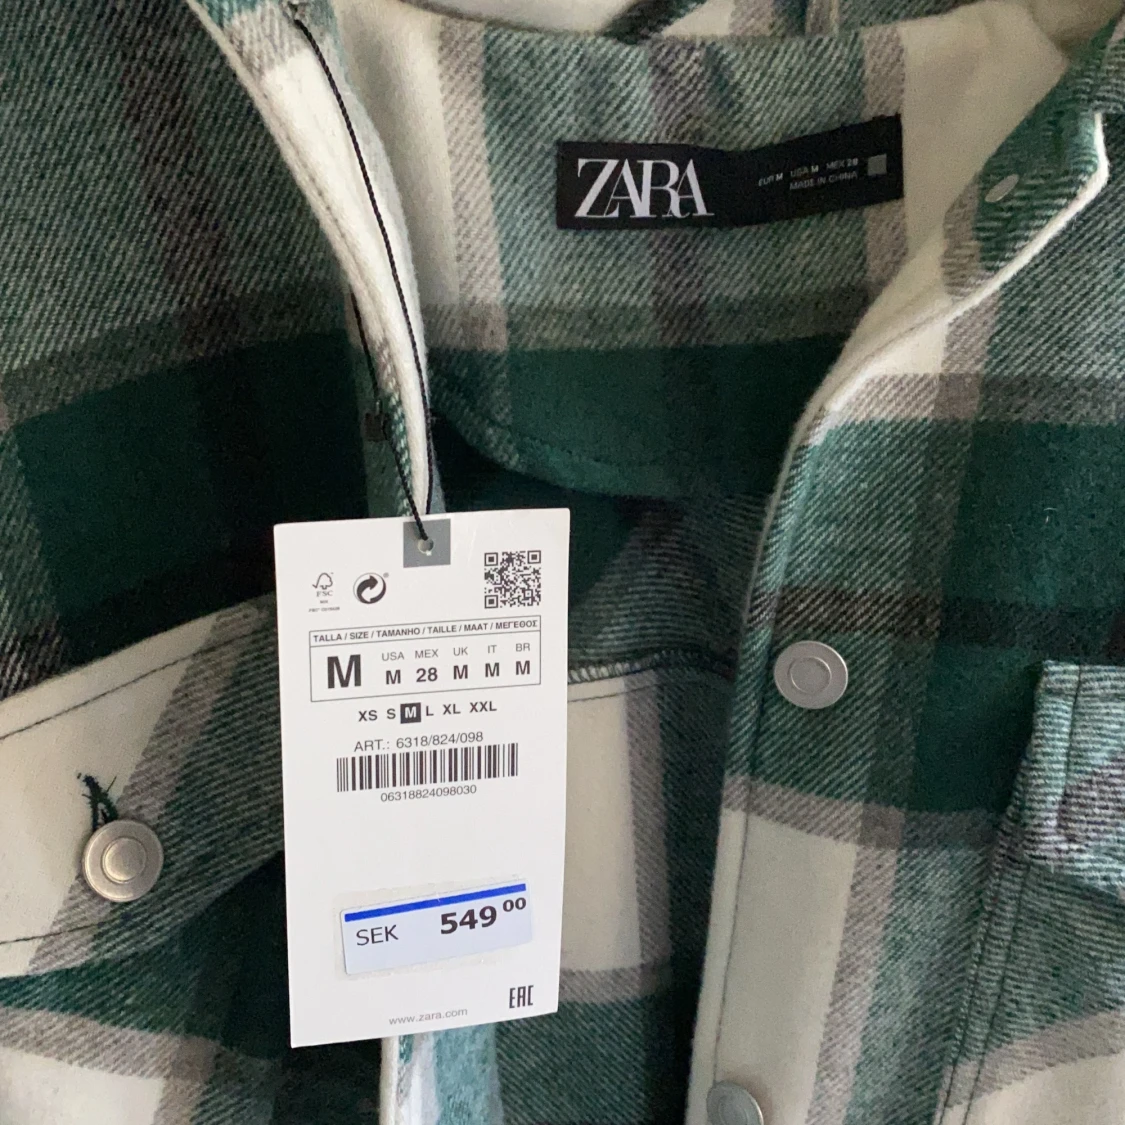 ZARA
EUR M USA M MEX 28
MADE IN CHINA
FSC
TALLA / SIZE / TAMANHO / TAILLE / MAAT / ΜΕΓΕΘΟΣ
M
USA MEX UK IT BR
M 28 M M M
XS S M L XL XXL
ART.: 6318/824/098
06318824098030
SEK 549 00
EAC
www.zara.com